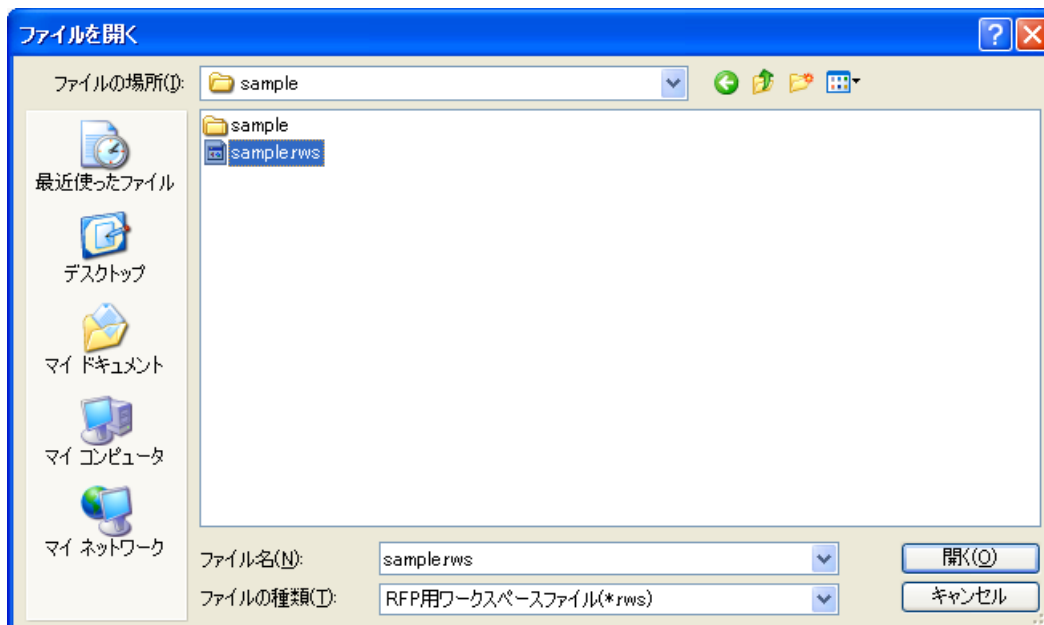 ファイルを開く
ファイルの場所(I):
sample
sample
sample.rws
最近使ったファイル
デスクトップ
マイ ドキュメント
マイ コンピュータ
マイ ネットワーク
ファイル名(N):
sample.rws
開く(O)
ファイルの種類(T):
RFP用ワークスペースファイル(*.rws)
キャンセル